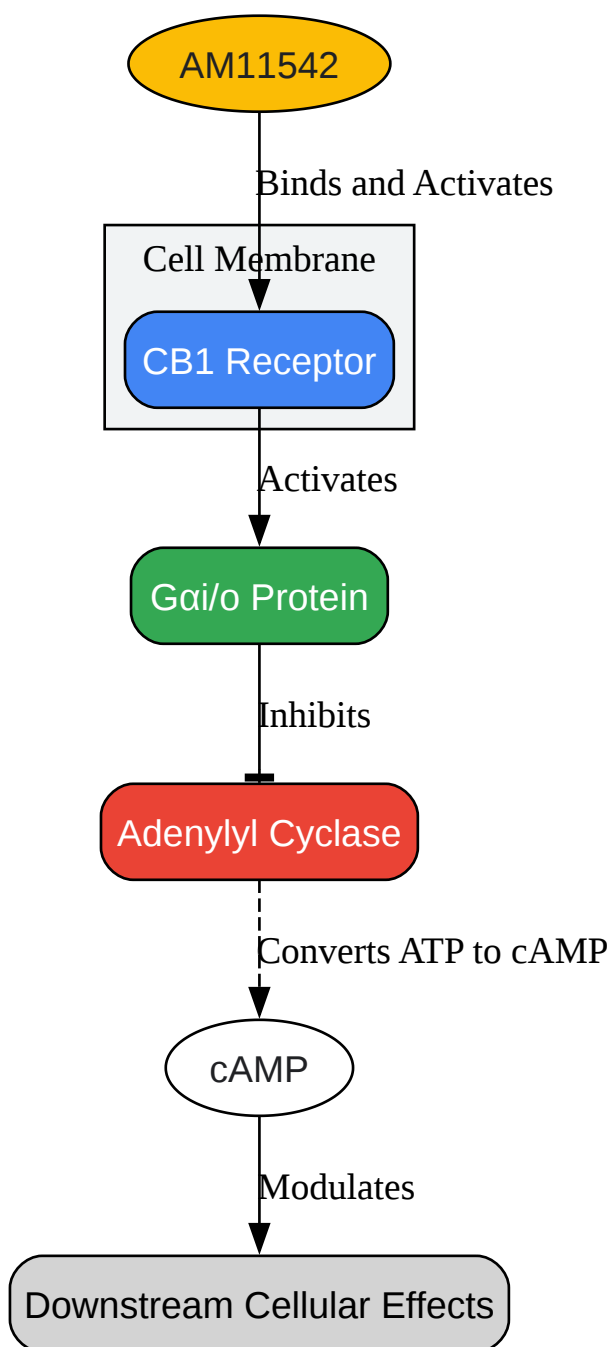 AM11542
Binds and Activates
Cell Membrane
CB1 Receptor
Activates
Gαi/o Protein
Inhibits
Adenylyl Cyclase
Converts ATP to cAMP
cAMP
Modulates
Downstream Cellular Effects